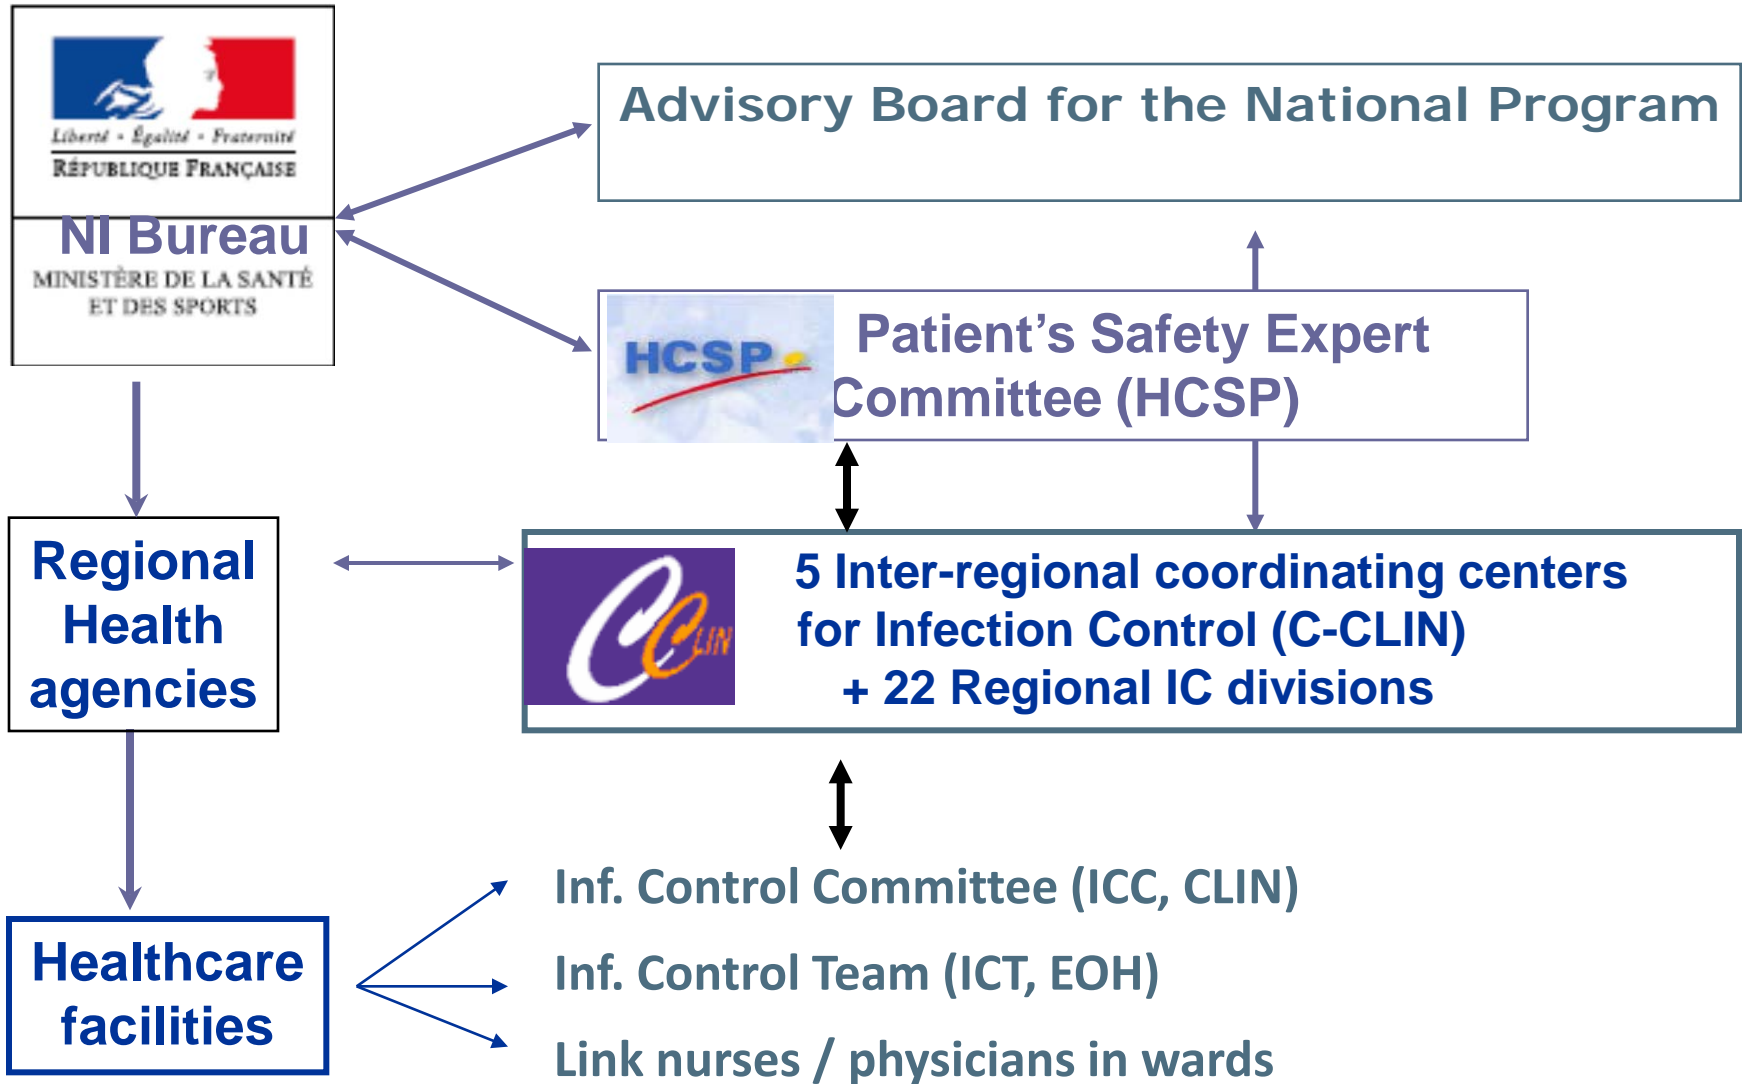 Liberté • Égalité • Fraternité
RÉPUBLIQUE FRANÇAISE
NI Bureau
MINISTÈRE DE LA SANTÉ
ET DES SPORTS
Advisory Board for the National Program
HCSP
Patient’s Safety Expert
Committee (HCSP)
Regional
Health
agencies
CCLIN
5 Inter-regional coordinating centers
for Infection Control (C-CLIN)
+ 22 Regional IC divisions
Healthcare
facilities
Inf. Control Committee (ICC, CLIN)
Inf. Control Team (ICT, EOH)
Link nurses / physicians in wards